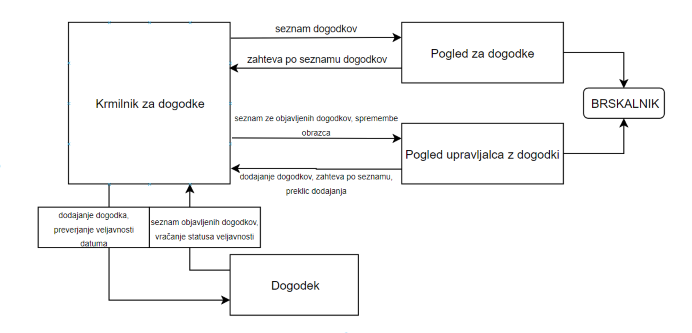 seznam dogodkov
zahteva po seznamu dogodkov
Pogled za dogodke
Krmilnik za dogodke
BRSKALNIK
seznam ze objavljenih dogodkov, spremembe
obrazca
Pogled upravljalca z dogodki
dodajanje dogodkov, zahteva po seznamu,
preklic dodajanja
dodajanje dogodka,
preverjanje veljavnosti
datuma
seznam objavljenih dogodkov,
vračanje statusa veljavnosti
Dogodek